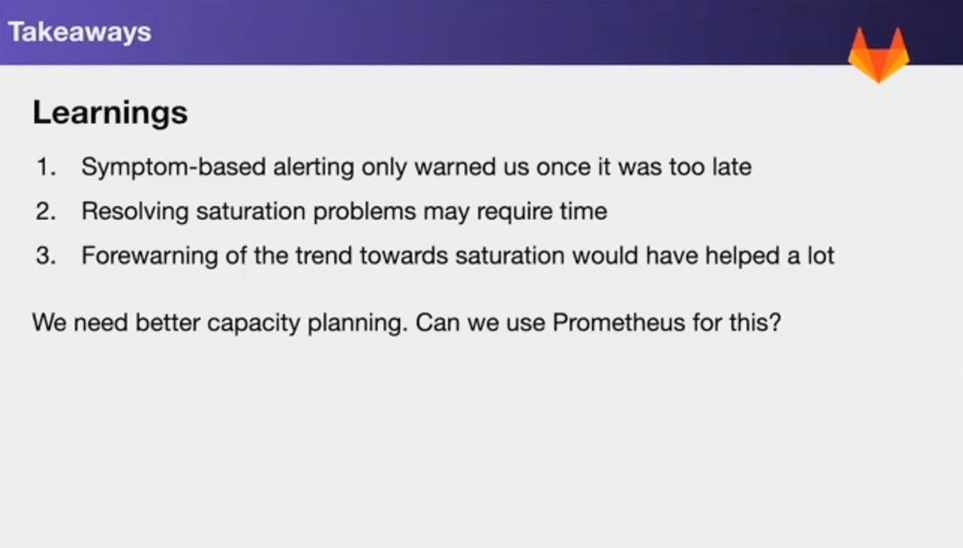 Takeaways
Learnings
1. Symptom-based alerting only warned us once it was too late
2. Resolving saturation problems may require time
3. Forewarning of the trend towards saturation would have helped a lot
We need better capacity planning. Can we use Prometheus for this?